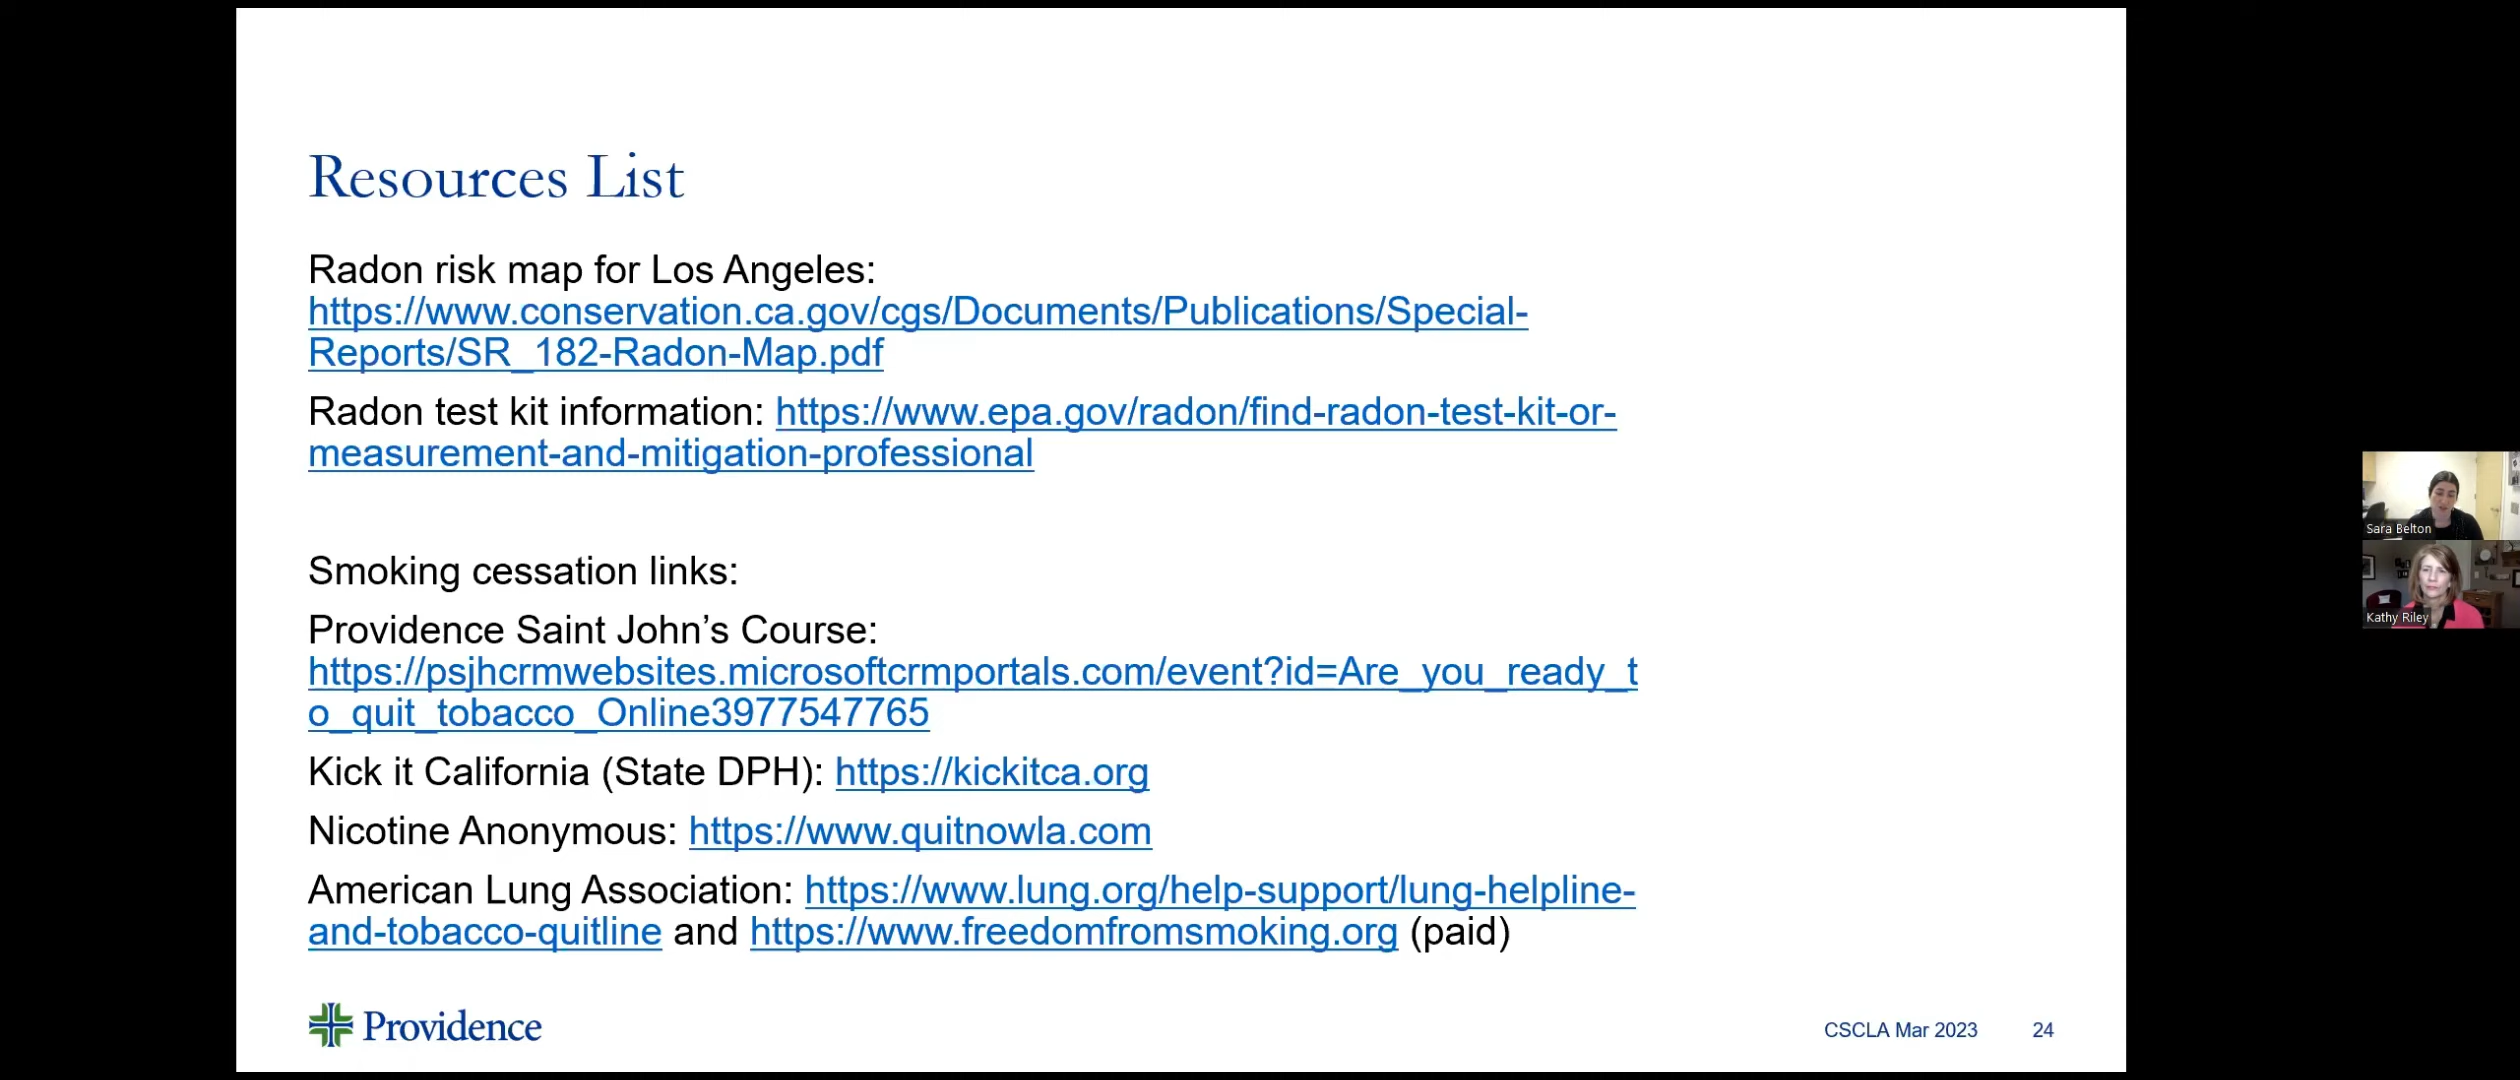 Resources List
Radon risk map for Los Angeles:
https://www.conservation.ca.gov/cgs/Documents/Publications/Special-
Reports/SR_182-Radon-Map.pdf
Radon test kit information: https://www.epa.gov/radon/find-radon-test-kit-or-
measurement-and-mitigation-professional
Smoking cessation links:
Providence Saint John’s Course:
https://psjhcrmwebsites.microsoftcrmportals.com/event?id=Are_you_ready_t
o_quit_tobacco_Online3977547765
Kick it California (State DPH): https://kickitca.org
Nicotine Anonymous: https://www.quitnowla.com
American Lung Association: https://www.lung.org/help-support/lung-helpline-
and-tobacco-quitline and https://www.freedomfromsmoking.org (paid)
Providence
CSCLA Mar 2023 24
Sara Belton
Kathy Riley